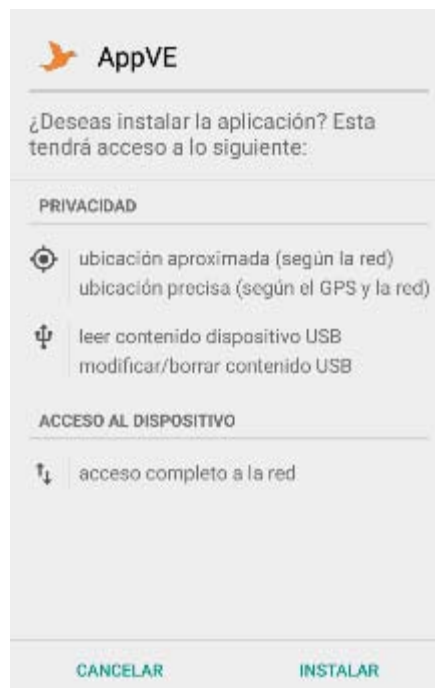 AppVE
¿Deseas instalar la aplicación? Esta
tendrá acceso a lo siguiente:
PRIVACIDAD
ubicación aproximada (según la red)
ubicación precisa (según el GPS y la red)
leer contenido dispositivo USB
modificar/borrar contenido USB
ACCESO AL DISPOSITIVO
acceso completo a la red
CANCELAR
INSTALAR